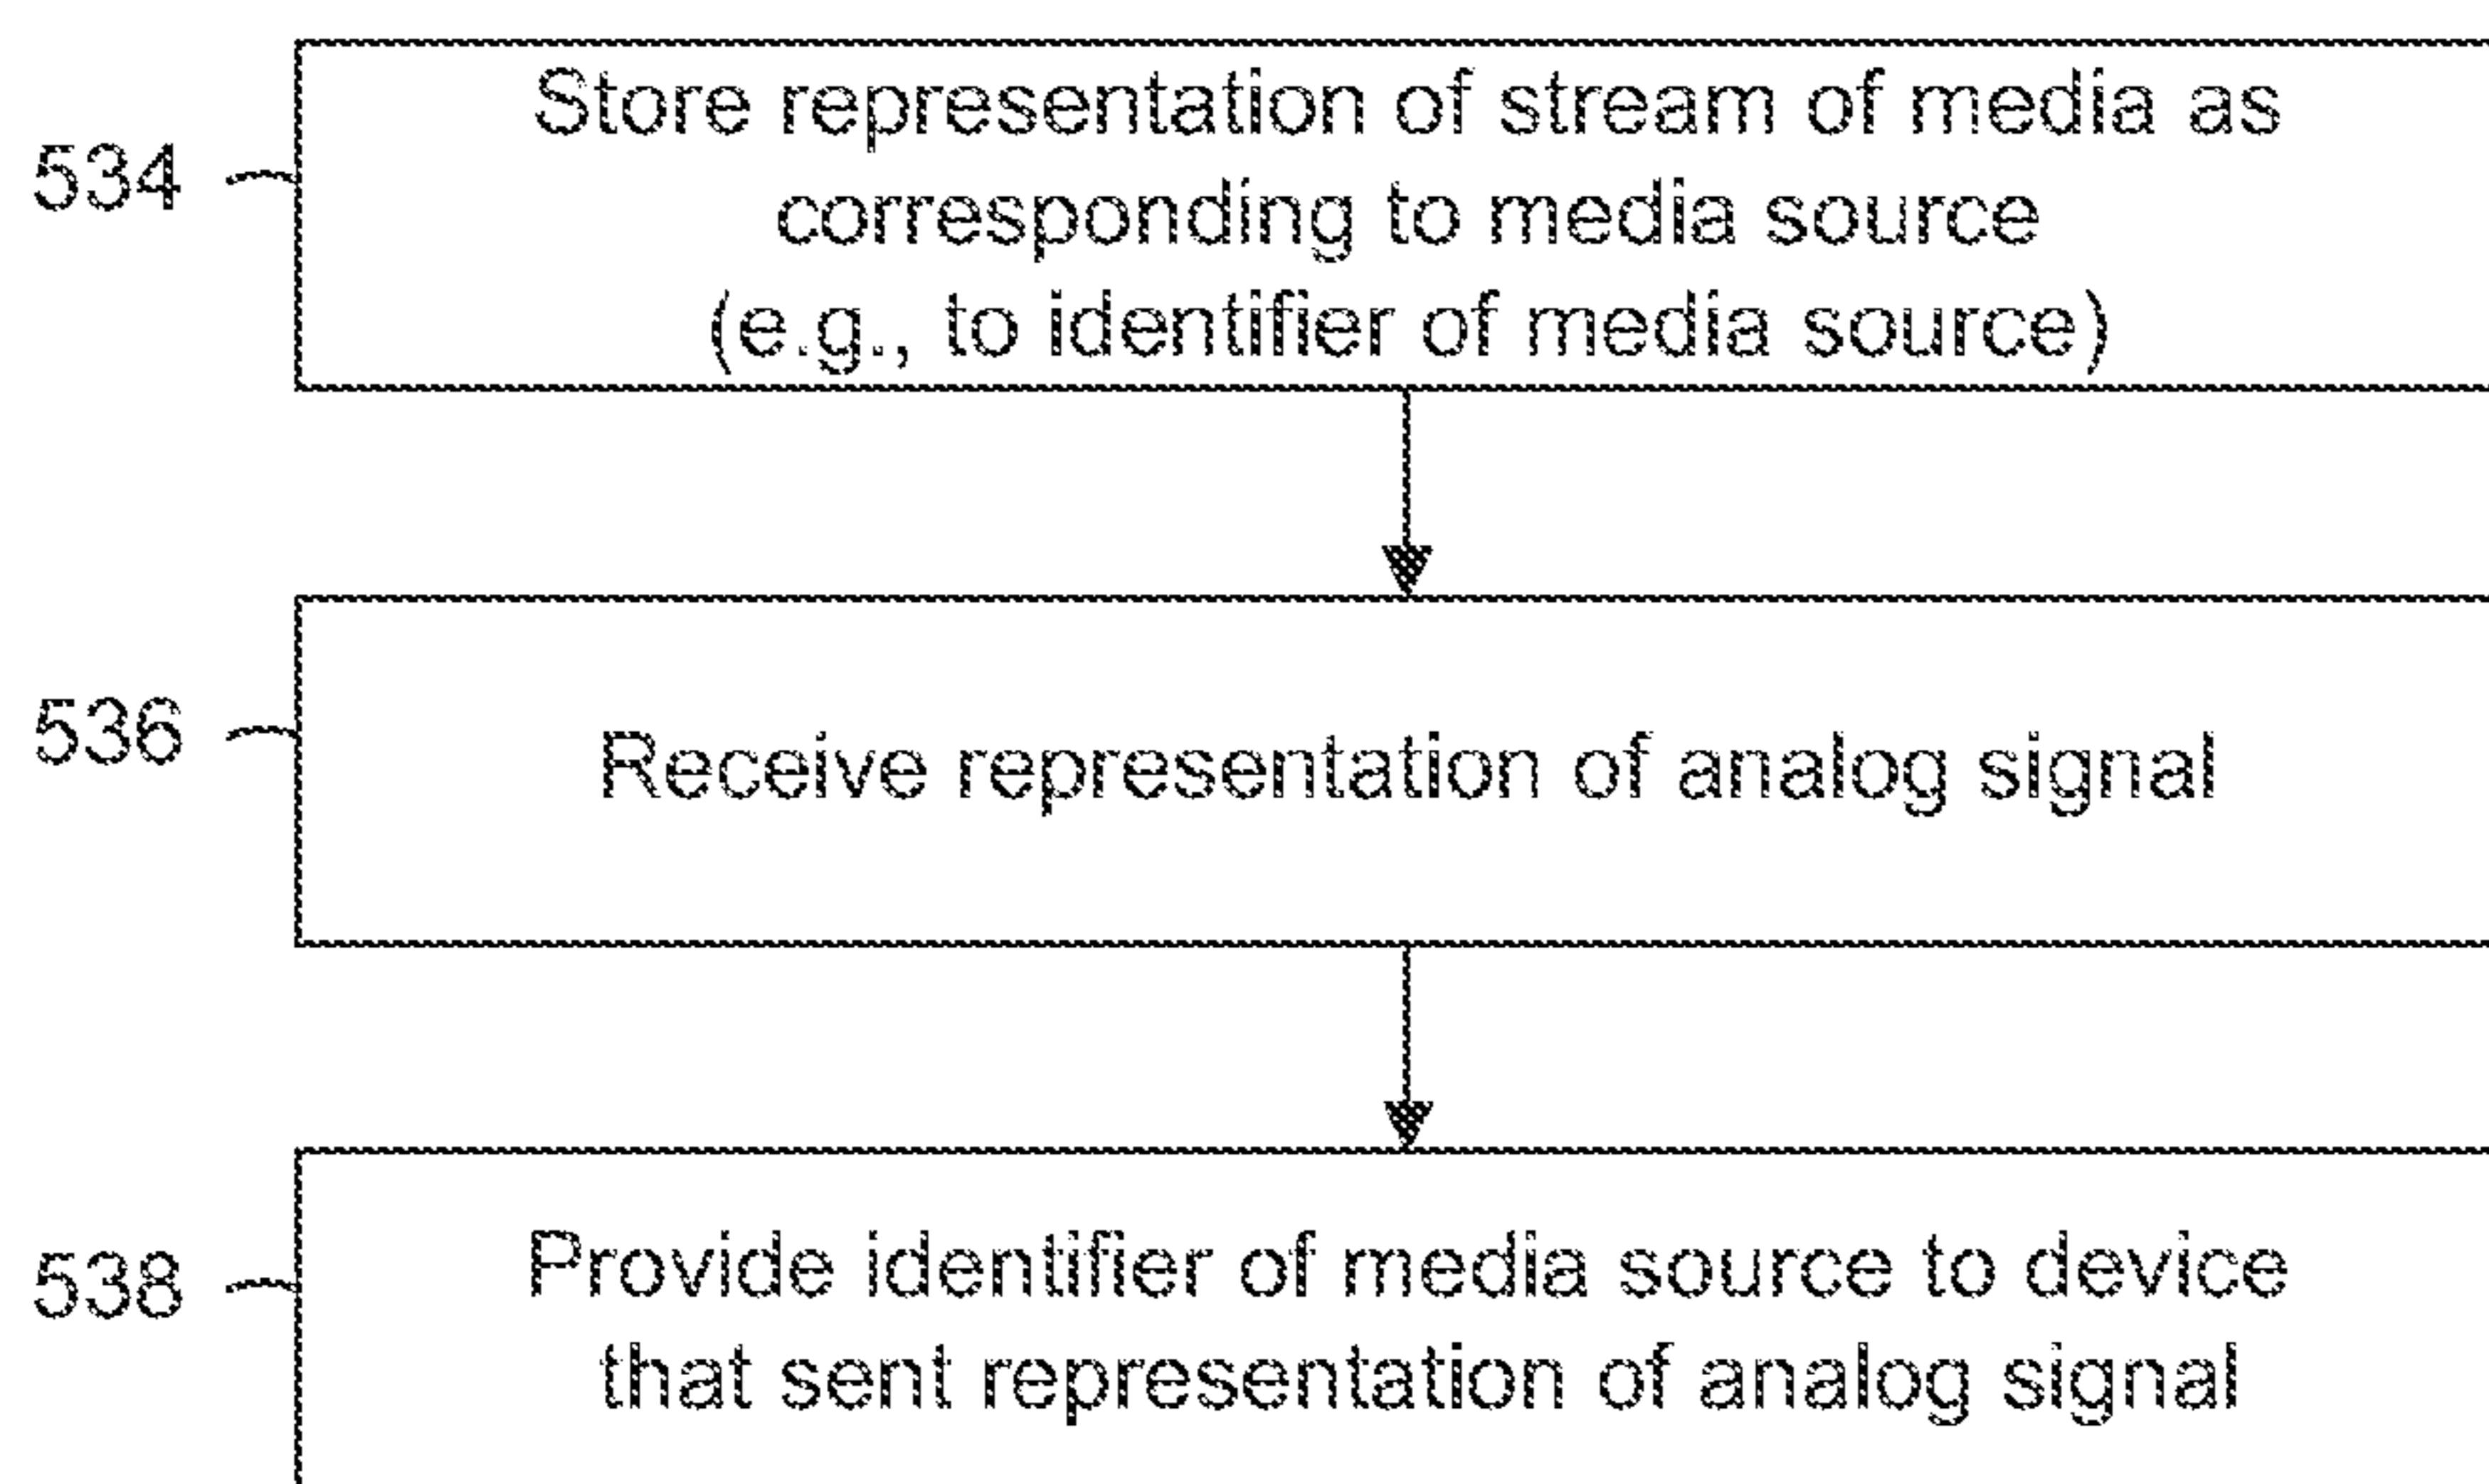 Store representation of stream of media as
534
corresponding to media source
(e.g., to identifier of media source)
536
Receive representation of analog signal
538
Provide identifier of media source to device
that sent representation of analog signal